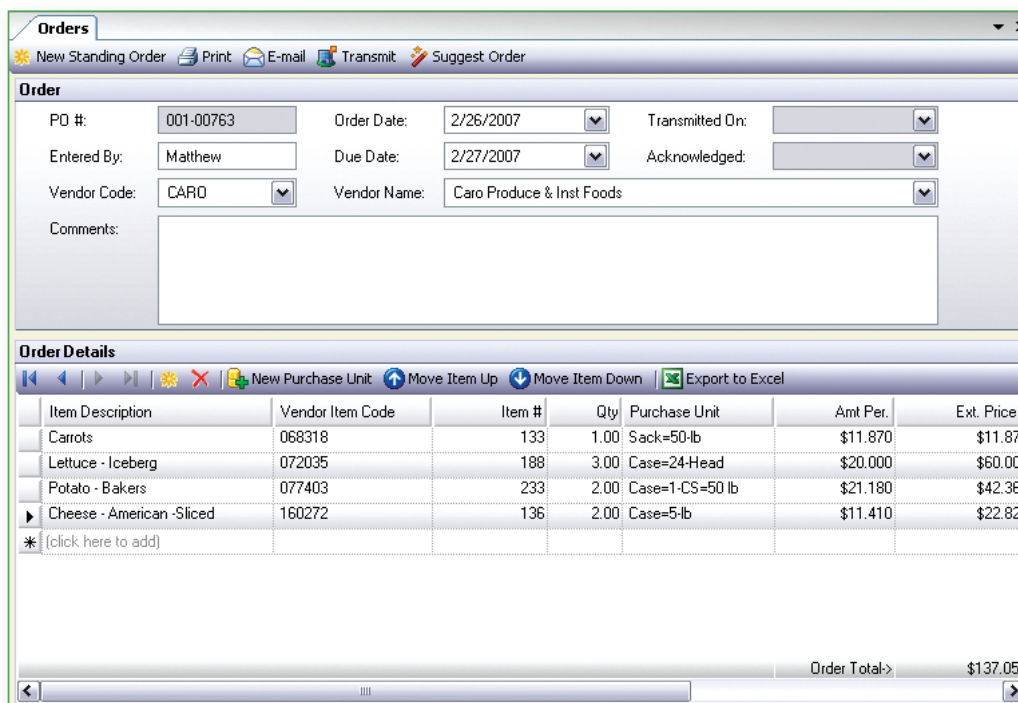 Orders
New Standing Order Print E-mail Transmit Suggest Order
Order
PO #: 001-00763 Order Date: 2/26/2007 Transmitted On:
Entered By: Matthew Due Date: 2/27/2007 Acknowledged:
Vendor Code: CARO Vendor Name: Caro Produce & Inst Foods
Comments:
Order Details
New Purchase Unit Move Item Up Move Item Down Export to Excel
Item Description Vendor Item Code Item # Qty Purchase Unit Amt Per. Ext. Price
Carrots 068318 133 1.00 Sack=50-lb $11.870 $11.87
Lettuce - Iceberg 072035 188 3.00 Case=24-Head $20.000 $60.00
Potato - Bakers 077403 233 2.00 Case=1-CS=50 lb $21.180 $42.36
Cheese - American -Sliced 160272 136 2.00 Case=5-lb $11.410 $22.82
(click here to add)
Order Total-> $137.05